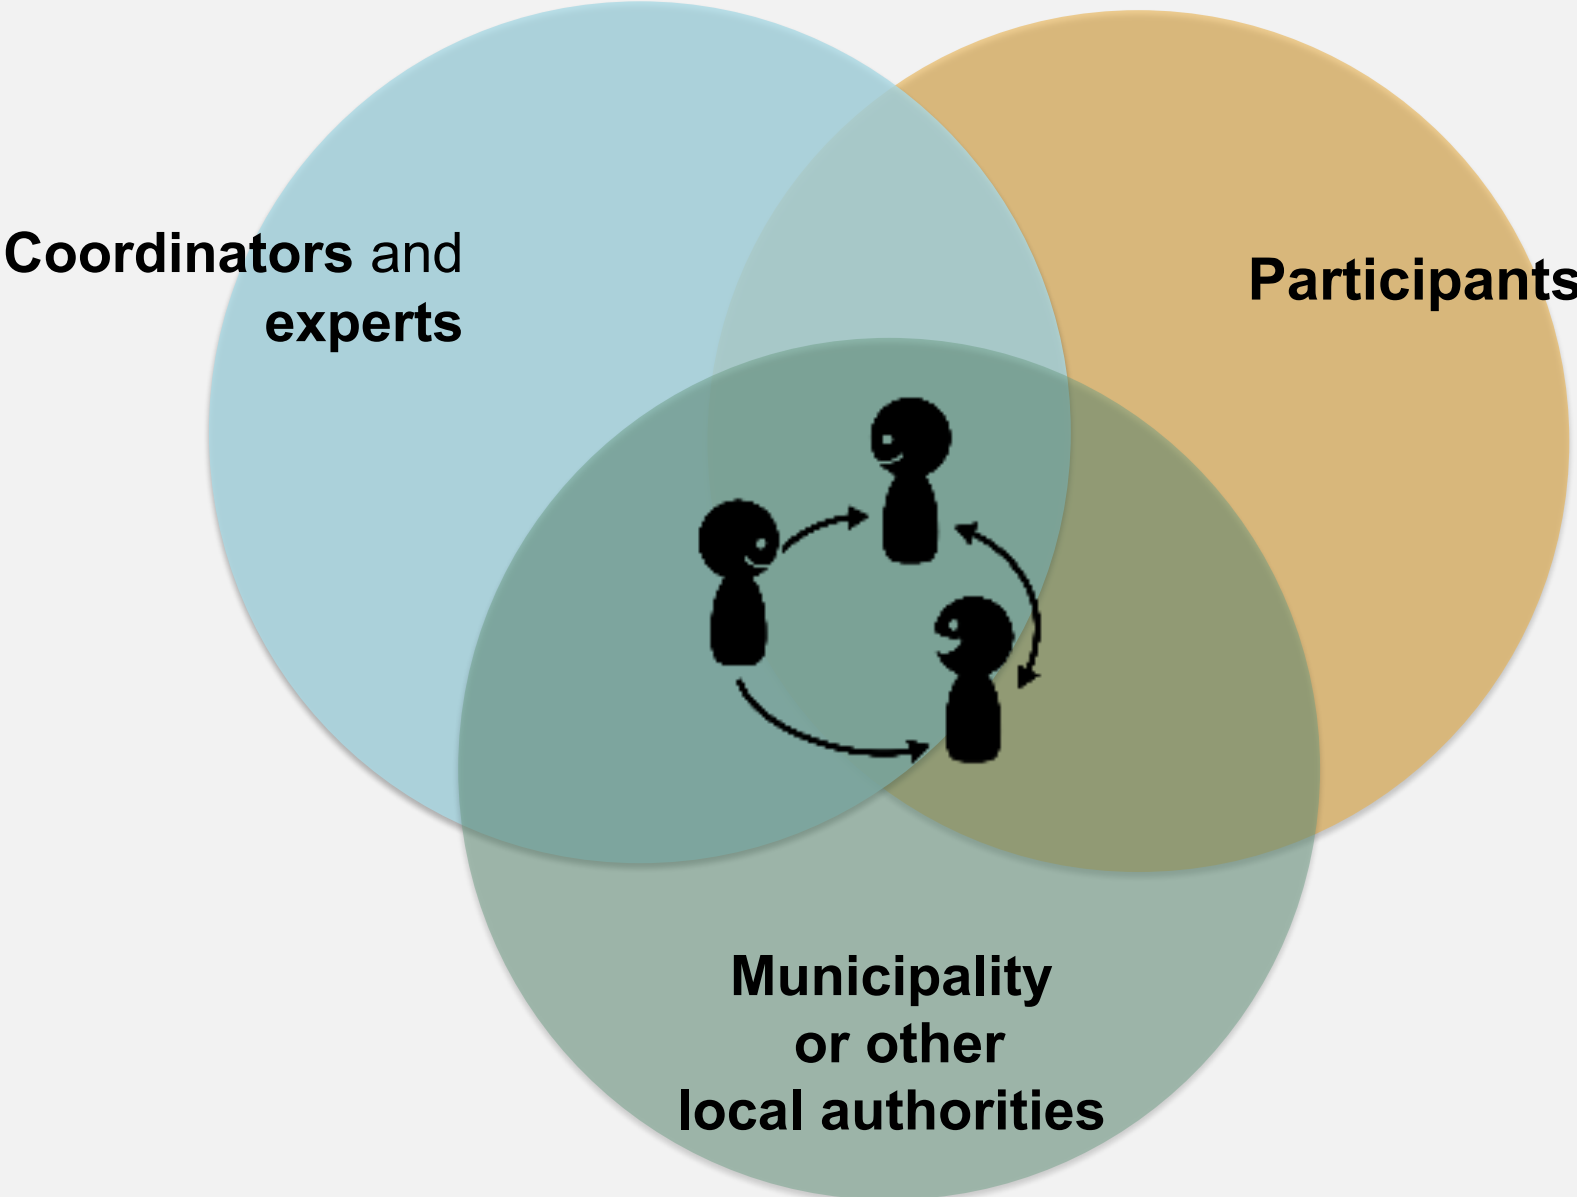 Coordinators and
experts
Participants
Municipality
or other
local authorities